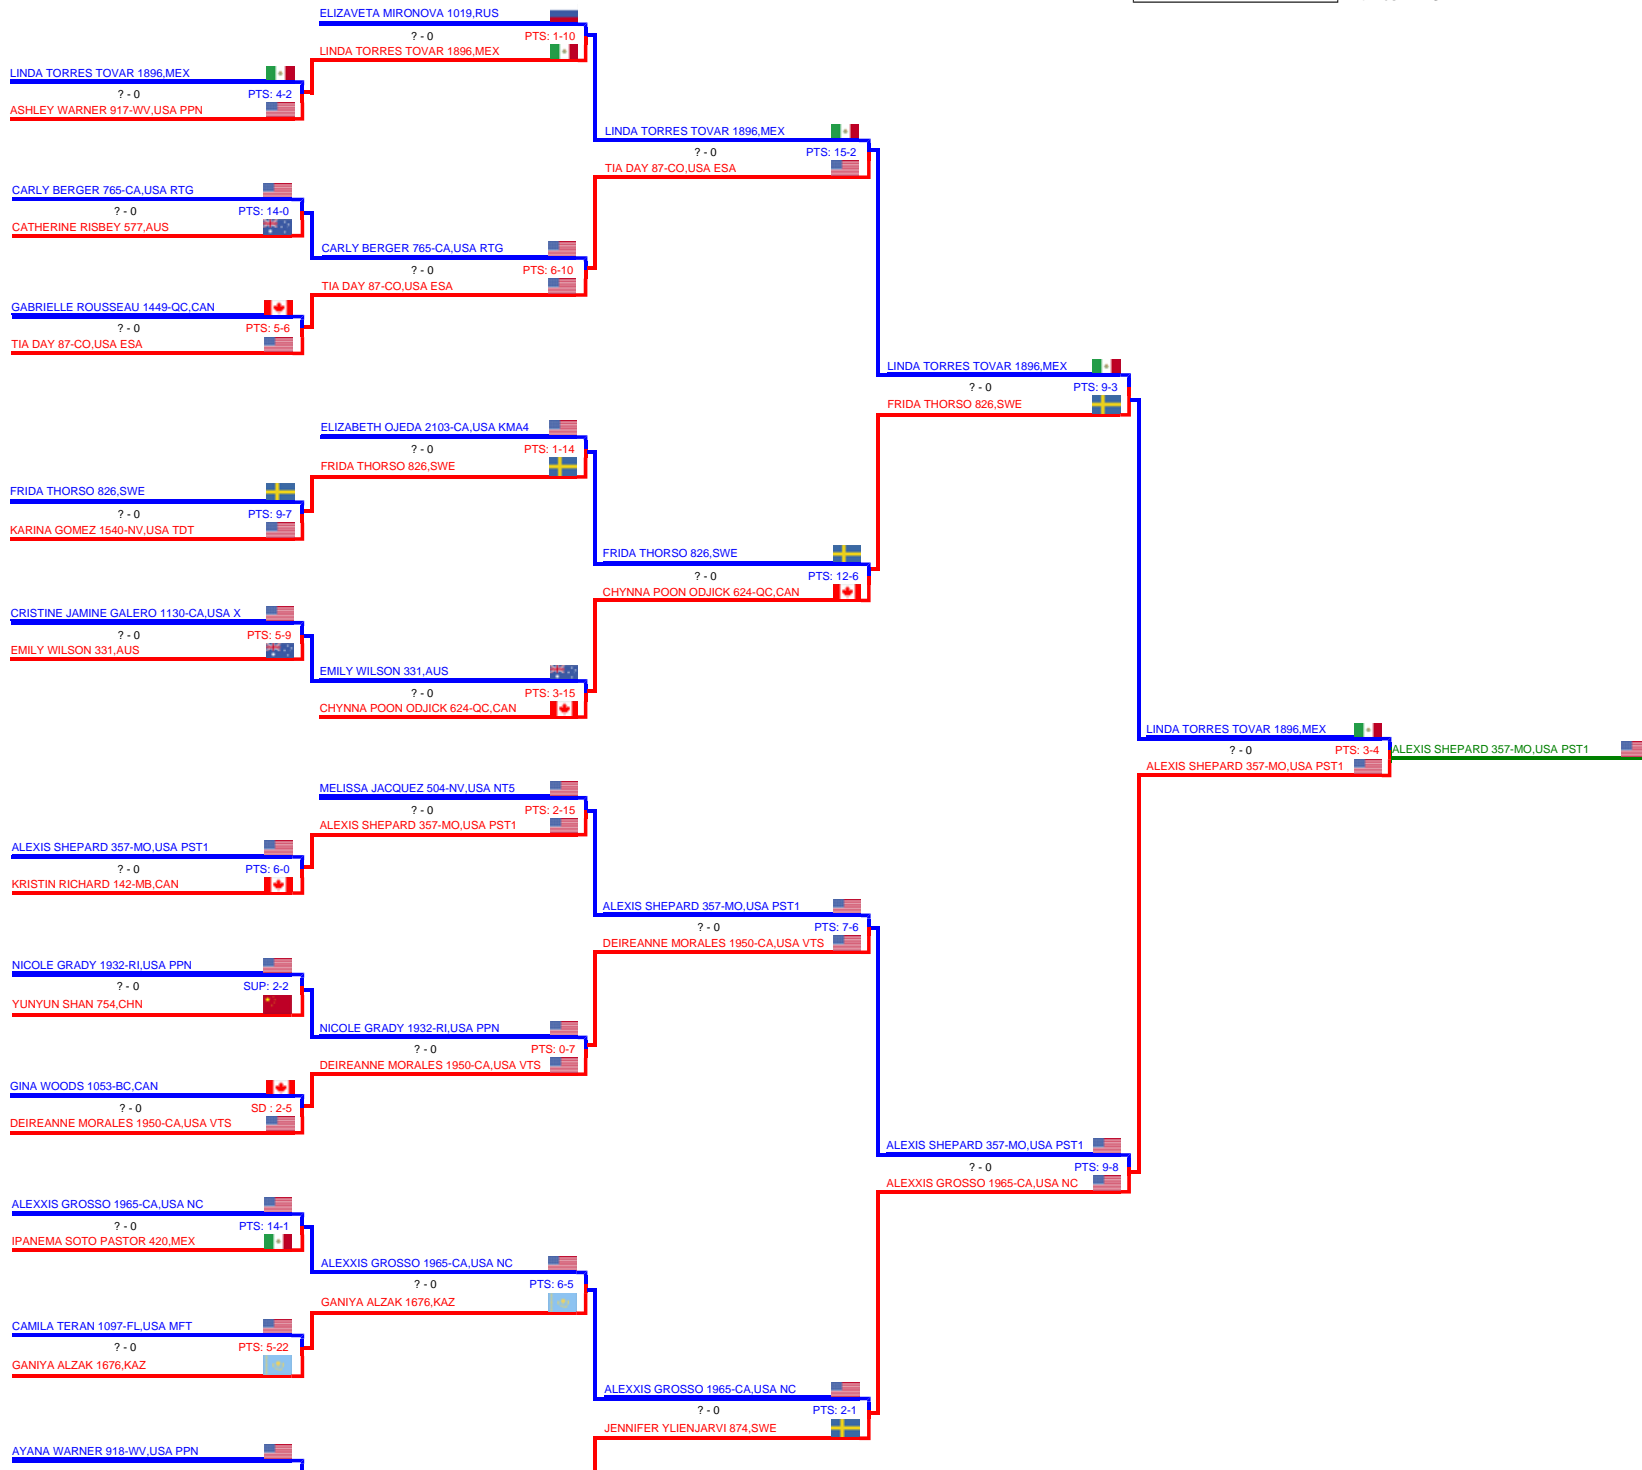 ELIZAVETA MIRONOVA 1019,RUS
? - 0 PTS: 1-10
LINDA TORRES TOVAR 1896,MEX
LINDA TORRES TOVAR 1896,MEX
? - 0 PTS: 4-2
ASHLEY WARNER 917-WV,USA PPN
LINDA TORRES TOVAR 1896,MEX
? - 0 PTS: 15-2
TIA DAY 87-CO,USA ESA
CARLY BERGER 765-CA,USA RTG
? - 0 PTS: 14-0
CATHERINE RISBEY 577,AUS
CARLY BERGER 765-CA,USA RTG
? - 0 PTS: 6-10
TIA DAY 87-CO,USA ESA
GABRIELLE ROUSSEAU 1449-QC,CAN
? - 0 PTS: 5-6
TIA DAY 87-CO,USA ESA
LINDA TORRES TOVAR 1896,MEX
? - 0 PTS: 9-3
FRIDA THORSO 826,SWE
ELIZABETH OJEDA 2103-CA,USA KMA4
? - 0 PTS: 1-14
FRIDA THORSO 826,SWE
FRIDA THORSO 826,SWE
? - 0 PTS: 9-7
KARINA GOMEZ 1540-NV,USA TDT
FRIDA THORSO 826,SWE
? - 0 PTS: 12-6
CHYNNA POON ODJICK 624-QC,CAN
CRISTINE JAMINE GALERO 1130-CA,USA X
? - 0 PTS: 5-9
EMILY WILSON 331,AUS
EMILY WILSON 331,AUS
? - 0 PTS: 3-15
CHYNNA POON ODJICK 624-QC,CAN
LINDA TORRES TOVAR 1896,MEX
? - 0 PTS: 3-4
ALEXIS SHEPARD 357-MO,USA PST1
ALEXIS SHEPARD 357-MO,USA PST1
MELISSA JACQUEZ 504-NV,USA NT5
? - 0 PTS: 2-15
ALEXIS SHEPARD 357-MO,USA PST1
ALEXIS SHEPARD 357-MO,USA PST1
? - 0 PTS: 6-0
KRISTIN RICHARD 142-MB,CAN
ALEXIS SHEPARD 357-MO,USA PST1
? - 0 PTS: 7-6
DEIREANNE MORALES 1950-CA,USA VTS
NICOLE GRADY 1932-RI,USA PPN
? - 0 SUP: 2-2
YUNYUN SHAN 754,CHN
NICOLE GRADY 1932-RI,USA PPN
? - 0 PTS: 0-7
DEIREANNE MORALES 1950-CA,USA VTS
GINA WOODS 1053-BC,CAN
? - 0 SD : 2-5
DEIREANNE MORALES 1950-CA,USA VTS
ALEXIS SHEPARD 357-MO,USA PST1
? - 0 PTS: 9-8
ALEXXIS GROSSO 1965-CA,USA NC
ALEXXIS GROSSO 1965-CA,USA NC
? - 0 PTS: 14-1
IPANEMA SOTO PASTOR 420,MEX
ALEXXIS GROSSO 1965-CA,USA NC
? - 0 PTS: 6-5
GANIYA ALZAK 1676,KAZ
CAMILA TERAN 1097-FL,USA MFT
? - 0 PTS: 5-22
GANIYA ALZAK 1676,KAZ
ALEXXIS GROSSO 1965-CA,USA NC
? - 0 PTS: 2-1
JENNIFER YLIENJARVI 874,SWE
AYANA WARNER 918-WV,USA PPN